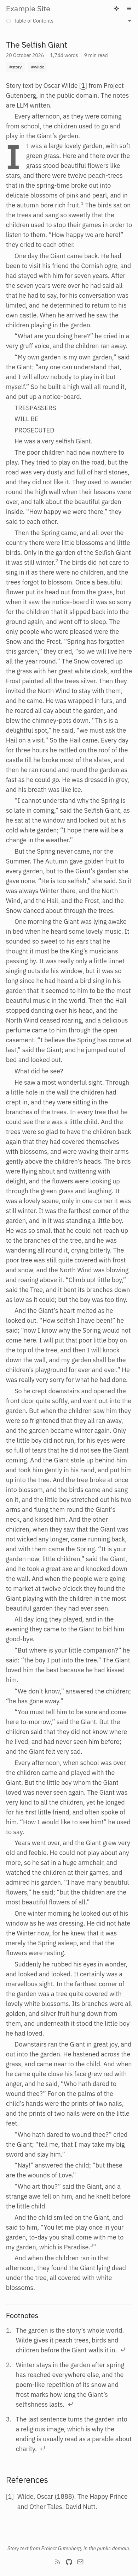 Example Site
Table of Contents
The Selfish Giant
20 October 2026 1,744 words 9 min read
#story #wilde
Story text by Oscar Wilde [1] from Project
Gutenberg, in the public domain. The notes
are LLM written.
Every afternoon, as they were coming
from school, the children used to go and
play in the Giant's garden.
It was a large lovely garden, with soft
green grass. Here and there over the
grass stood beautiful flowers like
stars, and there were twelve peach-trees
that in the spring-time broke out into
delicate blossoms of pink and pearl, and in
the autumn bore rich fruit.1 The birds sat on
the trees and sang so sweetly that the
children used to stop their games in order to
listen to them. “How happy we are here!”
they cried to each other.
One day the Giant came back. He had
been to visit his friend the Cornish ogre, and
had stayed with him for seven years. After
the seven years were over he had said all
that he had to say, for his conversation was
limited, and he determined to return to his
own castle. When he arrived he saw the
children playing in the garden.
“What are you doing here?” he cried in a
very gruff voice, and the children ran away.
“My own garden is my own garden,” said
the Giant; “any one can understand that,
and I will allow nobody to play in it but
myself.” So he built a high wall all round it,
and put up a notice-board.
TRESPASSERS
WILL BE
PROSECUTED
He was a very selfish Giant.
The poor children had now nowhere to
play. They tried to play on the road, but the
road was very dusty and full of hard stones,
and they did not like it. They used to wander
round the high wall when their lessons were
over, and talk about the beautiful garden
inside. “How happy we were there,” they
said to each other.
Then the Spring came, and all over the
country there were little blossoms and little
birds. Only in the garden of the Selfish Giant
it was still winter.2 The birds did not care to
sing in it as there were no children, and the
trees forgot to blossom. Once a beautiful
flower put its head out from the grass, but
when it saw the notice-board it was so sorry
for the children that it slipped back into the
ground again, and went off to sleep. The
only people who were pleased were the
Snow and the Frost. “Spring has forgotten
this garden,” they cried, “so we will live here
all the year round.” The Snow covered up
the grass with her great white cloak, and the
Frost painted all the trees silver. Then they
invited the North Wind to stay with them,
and he came. He was wrapped in furs, and
he roared all day about the garden, and
blew the chimney-pots down. “This is a
delightful spot,” he said, “we must ask the
Hail on a visit.” So the Hail came. Every day
for three hours he rattled on the roof of the
castle till he broke most of the slates, and
then he ran round and round the garden as
fast as he could go. He was dressed in grey,
and his breath was like ice.
“I cannot understand why the Spring is
so late in coming,” said the Selfish Giant, as
he sat at the window and looked out at his
cold white garden; “I hope there will be a
change in the weather.”
But the Spring never came, nor the
Summer. The Autumn gave golden fruit to
every garden, but to the Giant's garden she
gave none. “He is too selfish,” she said. So it
was always Winter there, and the North
Wind, and the Hail, and the Frost, and the
Snow danced about through the trees.
One morning the Giant was lying awake
in bed when he heard some lovely music. It
sounded so sweet to his ears that he
thought it must be the King's musicians
passing by. It was really only a little linnet
singing outside his window, but it was so
long since he had heard a bird sing in his
garden that it seemed to him to be the most
beautiful music in the world. Then the Hail
stopped dancing over his head, and the
North Wind ceased roaring, and a delicious
perfume came to him through the open
casement. “I believe the Spring has come at
last,” said the Giant; and he jumped out of
bed and looked out.
What did he see?
He saw a most wonderful sight. Through
a little hole in the wall the children had
crept in, and they were sitting in the
branches of the trees. In every tree that he
could see there was a little child. And the
trees were so glad to have the children back
again that they had covered themselves
with blossoms, and were waving their arms
gently above the children's heads. The birds
were flying about and twittering with
delight, and the flowers were looking up
through the green grass and laughing. It
was a lovely scene, only in one corner it was
still winter. It was the farthest corner of the
garden, and in it was standing a little boy.
He was so small that he could not reach up
to the branches of the tree, and he was
wandering all round it, crying bitterly. The
poor tree was still quite covered with frost
and snow, and the North Wind was blowing
and roaring above it. “Climb up! little boy,”
said the Tree, and it bent its branches down
as low as it could; but the boy was too tiny.
And the Giant's heart melted as he
looked out. “How selfish I have been!” he
said; “now I know why the Spring would not
come here. I will put that poor little boy on
the top of the tree, and then I will knock
down the wall, and my garden shall be the
children's playground for ever and ever.” He
was really very sorry for what he had done.
So he crept downstairs and opened the
front door quite softly, and went out into the
garden. But when the children saw him they
were so frightened that they all ran away,
and the garden became winter again. Only
the little boy did not run, for his eyes were
so full of tears that he did not see the Giant
coming. And the Giant stole up behind him
and took him gently in his hand, and put him
up into the tree. And the tree broke at once
into blossom, and the birds came and sang
on it, and the little boy stretched out his two
arms and flung them round the Giant's
neck, and kissed him. And the other
children, when they saw that the Giant was
not wicked any longer, came running back,
and with them came the Spring. “It is your
garden now, little children,” said the Giant,
and he took a great axe and knocked down
the wall. And when the people were going
to market at twelve o'clock they found the
Giant playing with the children in the most
beautiful garden they had ever seen.
All day long they played, and in the
evening they came to the Giant to bid him
good-bye.
“But where is your little companion?” he
said: “the boy I put into the tree.” The Giant
loved him the best because he had kissed
him.
“We don't know,” answered the children;
“he has gone away.”
“You must tell him to be sure and come
here to-morrow,” said the Giant. But the
children said that they did not know where
he lived, and had never seen him before;
and the Giant felt very sad.
Every afternoon, when school was over,
the children came and played with the
Giant. But the little boy whom the Giant
loved was never seen again. The Giant was
very kind to all the children, yet he longed
for his first little friend, and often spoke of
him. “How I would like to see him!” he used
to say.
Years went over, and the Giant grew very
old and feeble. He could not play about any
more, so he sat in a huge armchair, and
watched the children at their games, and
admired his garden. “I have many beautiful
flowers,” he said; “but the children are the
most beautiful flowers of all.”
One winter morning he looked out of his
window as he was dressing. He did not hate
the Winter now, for he knew that it was
merely the Spring asleep, and that the
flowers were resting.
Suddenly he rubbed his eyes in wonder,
and looked and looked. It certainly was a
marvellous sight. In the farthest corner of
the garden was a tree quite covered with
lovely white blossoms. Its branches were all
golden, and silver fruit hung down from
them, and underneath it stood the little boy
he had loved.
Downstairs ran the Giant in great joy, and
out into the garden. He hastened across the
grass, and came near to the child. And when
he came quite close his face grew red with
anger, and he said, “Who hath dared to
wound thee?” For on the palms of the
child's hands were the prints of two nails,
and the prints of two nails were on the little
feet.
“Who hath dared to wound thee?” cried
the Giant; “tell me, that I may take my big
sword and slay him.”
“Nay!” answered the child; “but these
are the wounds of Love.”
“Who art thou?” said the Giant, and a
strange awe fell on him, and he knelt before
the little child.
And the child smiled on the Giant, and
said to him, “You let me play once in your
garden, to-day you shall come with me to
my garden, which is Paradise.3”
And when the children ran in that
afternoon, they found the Giant lying dead
under the tree, all covered with white
blossoms.
Footnotes
1. The garden is the story's whole world.
Wilde gives it peach trees, birds and
children before the Giant walks it in. ↩
2. Winter stays in the garden after spring
has reached everywhere else, and the
poem-like repetition of its snow and
frost marks how long the Giant's
selfishness lasts. ↩
3. The last sentence turns the garden into
a religious image, which is why the
ending is usually read as a parable about
charity. ↩
References
[1] Wilde, Oscar (1888). The Happy Prince
and Other Tales. David Nutt.
Story text from Project Gutenberg, in the public domain.